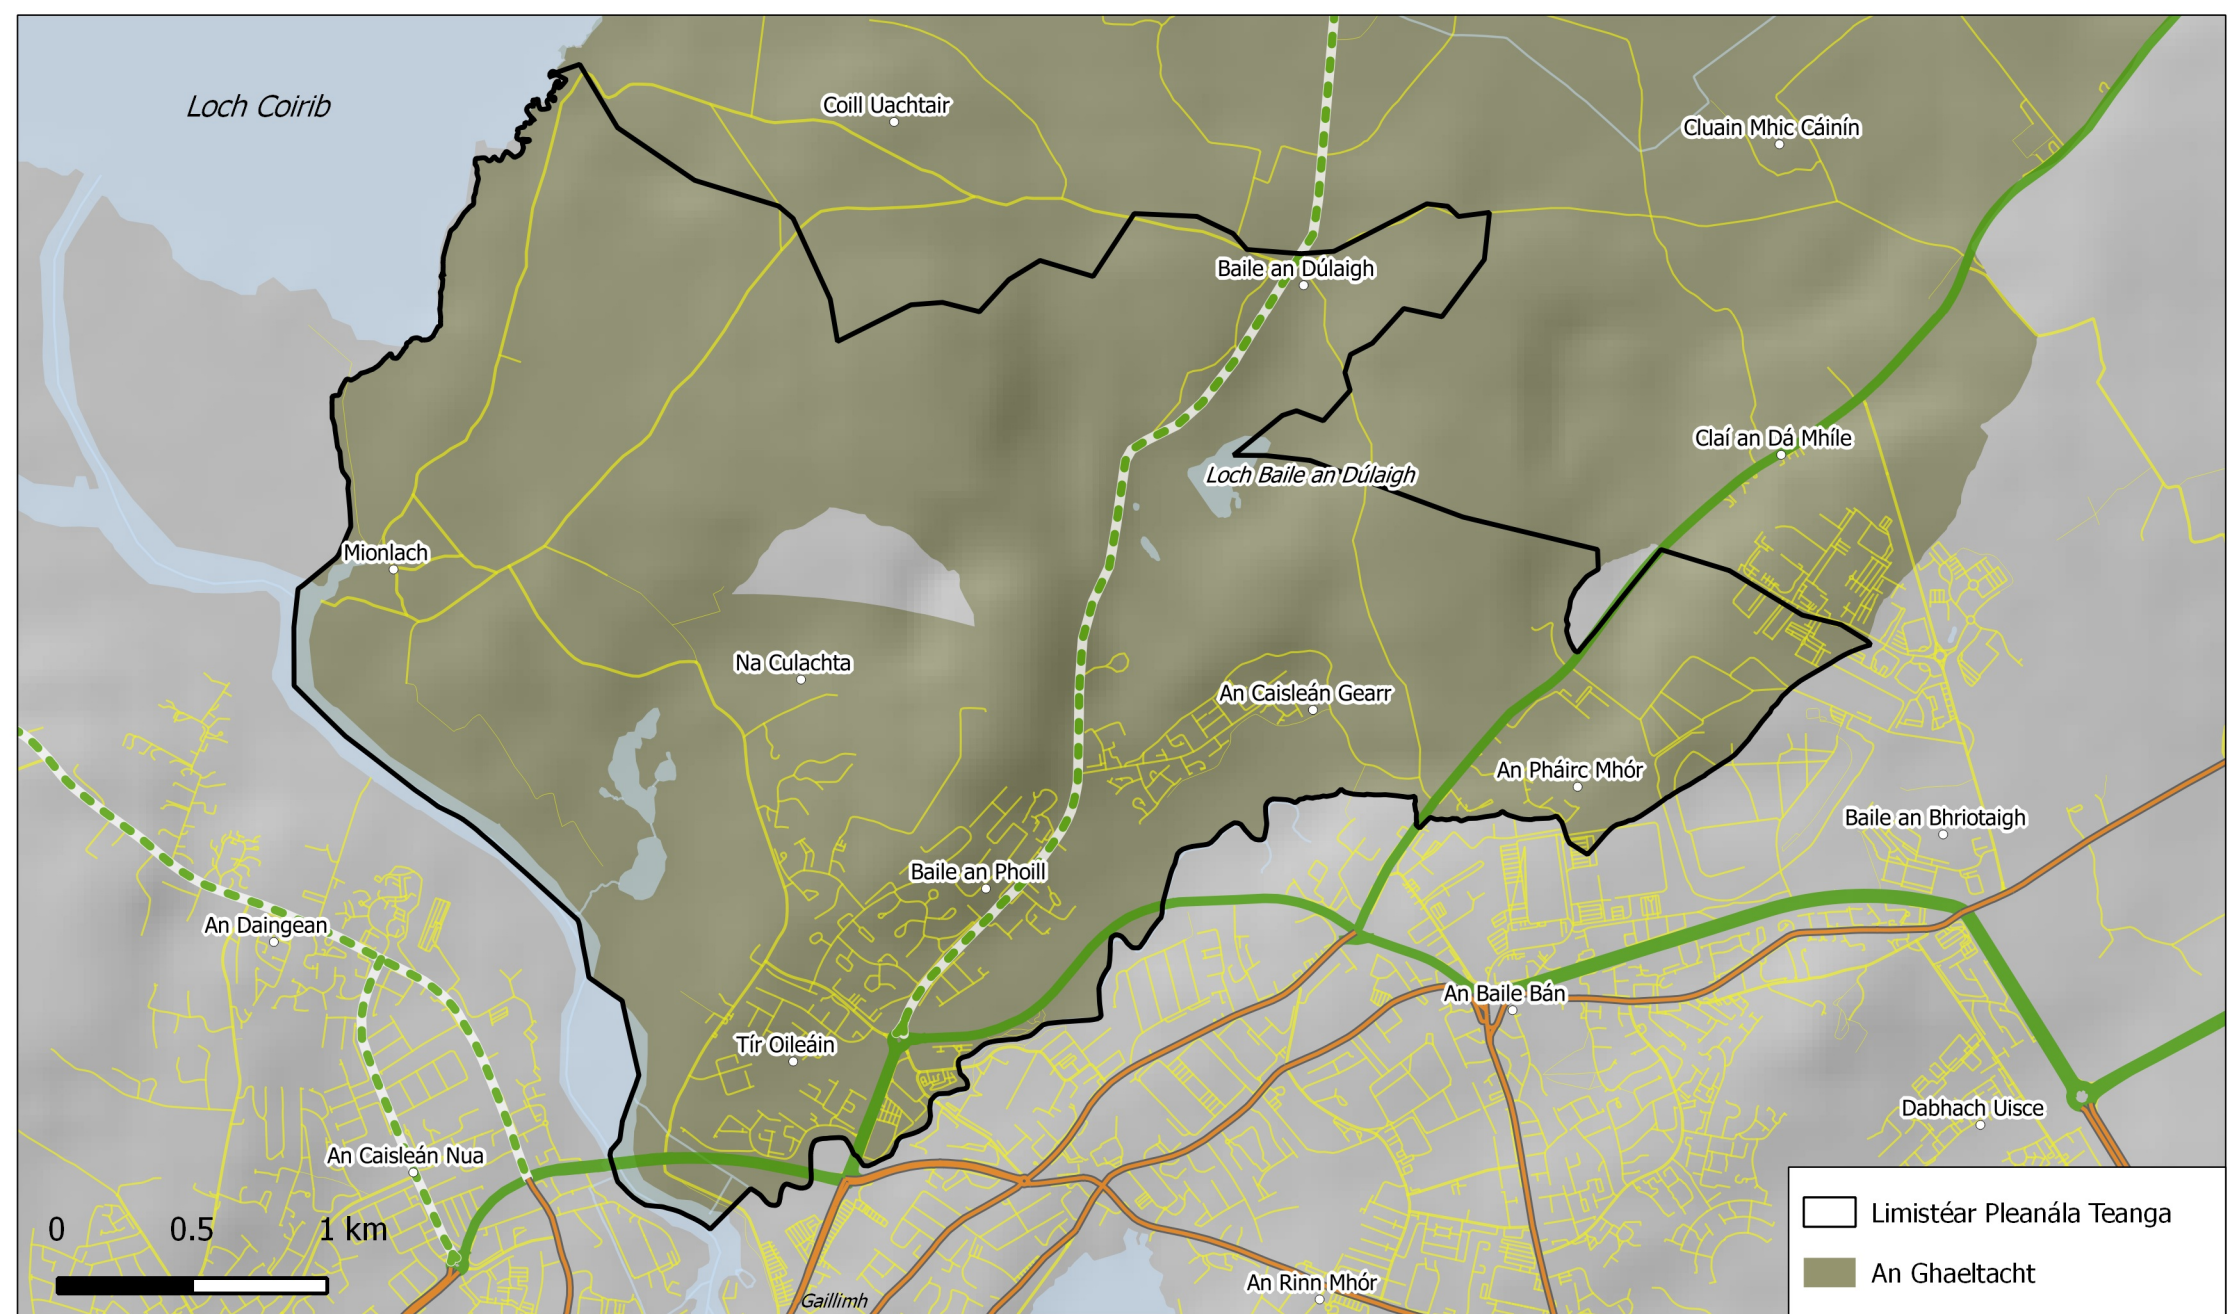 Loch Coirib
Coill Uachtair
Cluain Mhic Cáinín
Baile an Dúlaigh
Claí an Dá Mhíle
Loch Baile an Dúlaigh
Mionlach
Na Culachta
An Caisleán Gearr
An Pháirc Mhór
Baile an Bhriotaigh
Baile an Phoill
An Daingean
An Baile Bán
Tír Oileáin
Dabhach Uisce
An Caisleán Nua
0 0.5 1 km
Limistéar Pleanála Teanga
An Ghaeltacht
An Rinn Mhór
Gaillimh